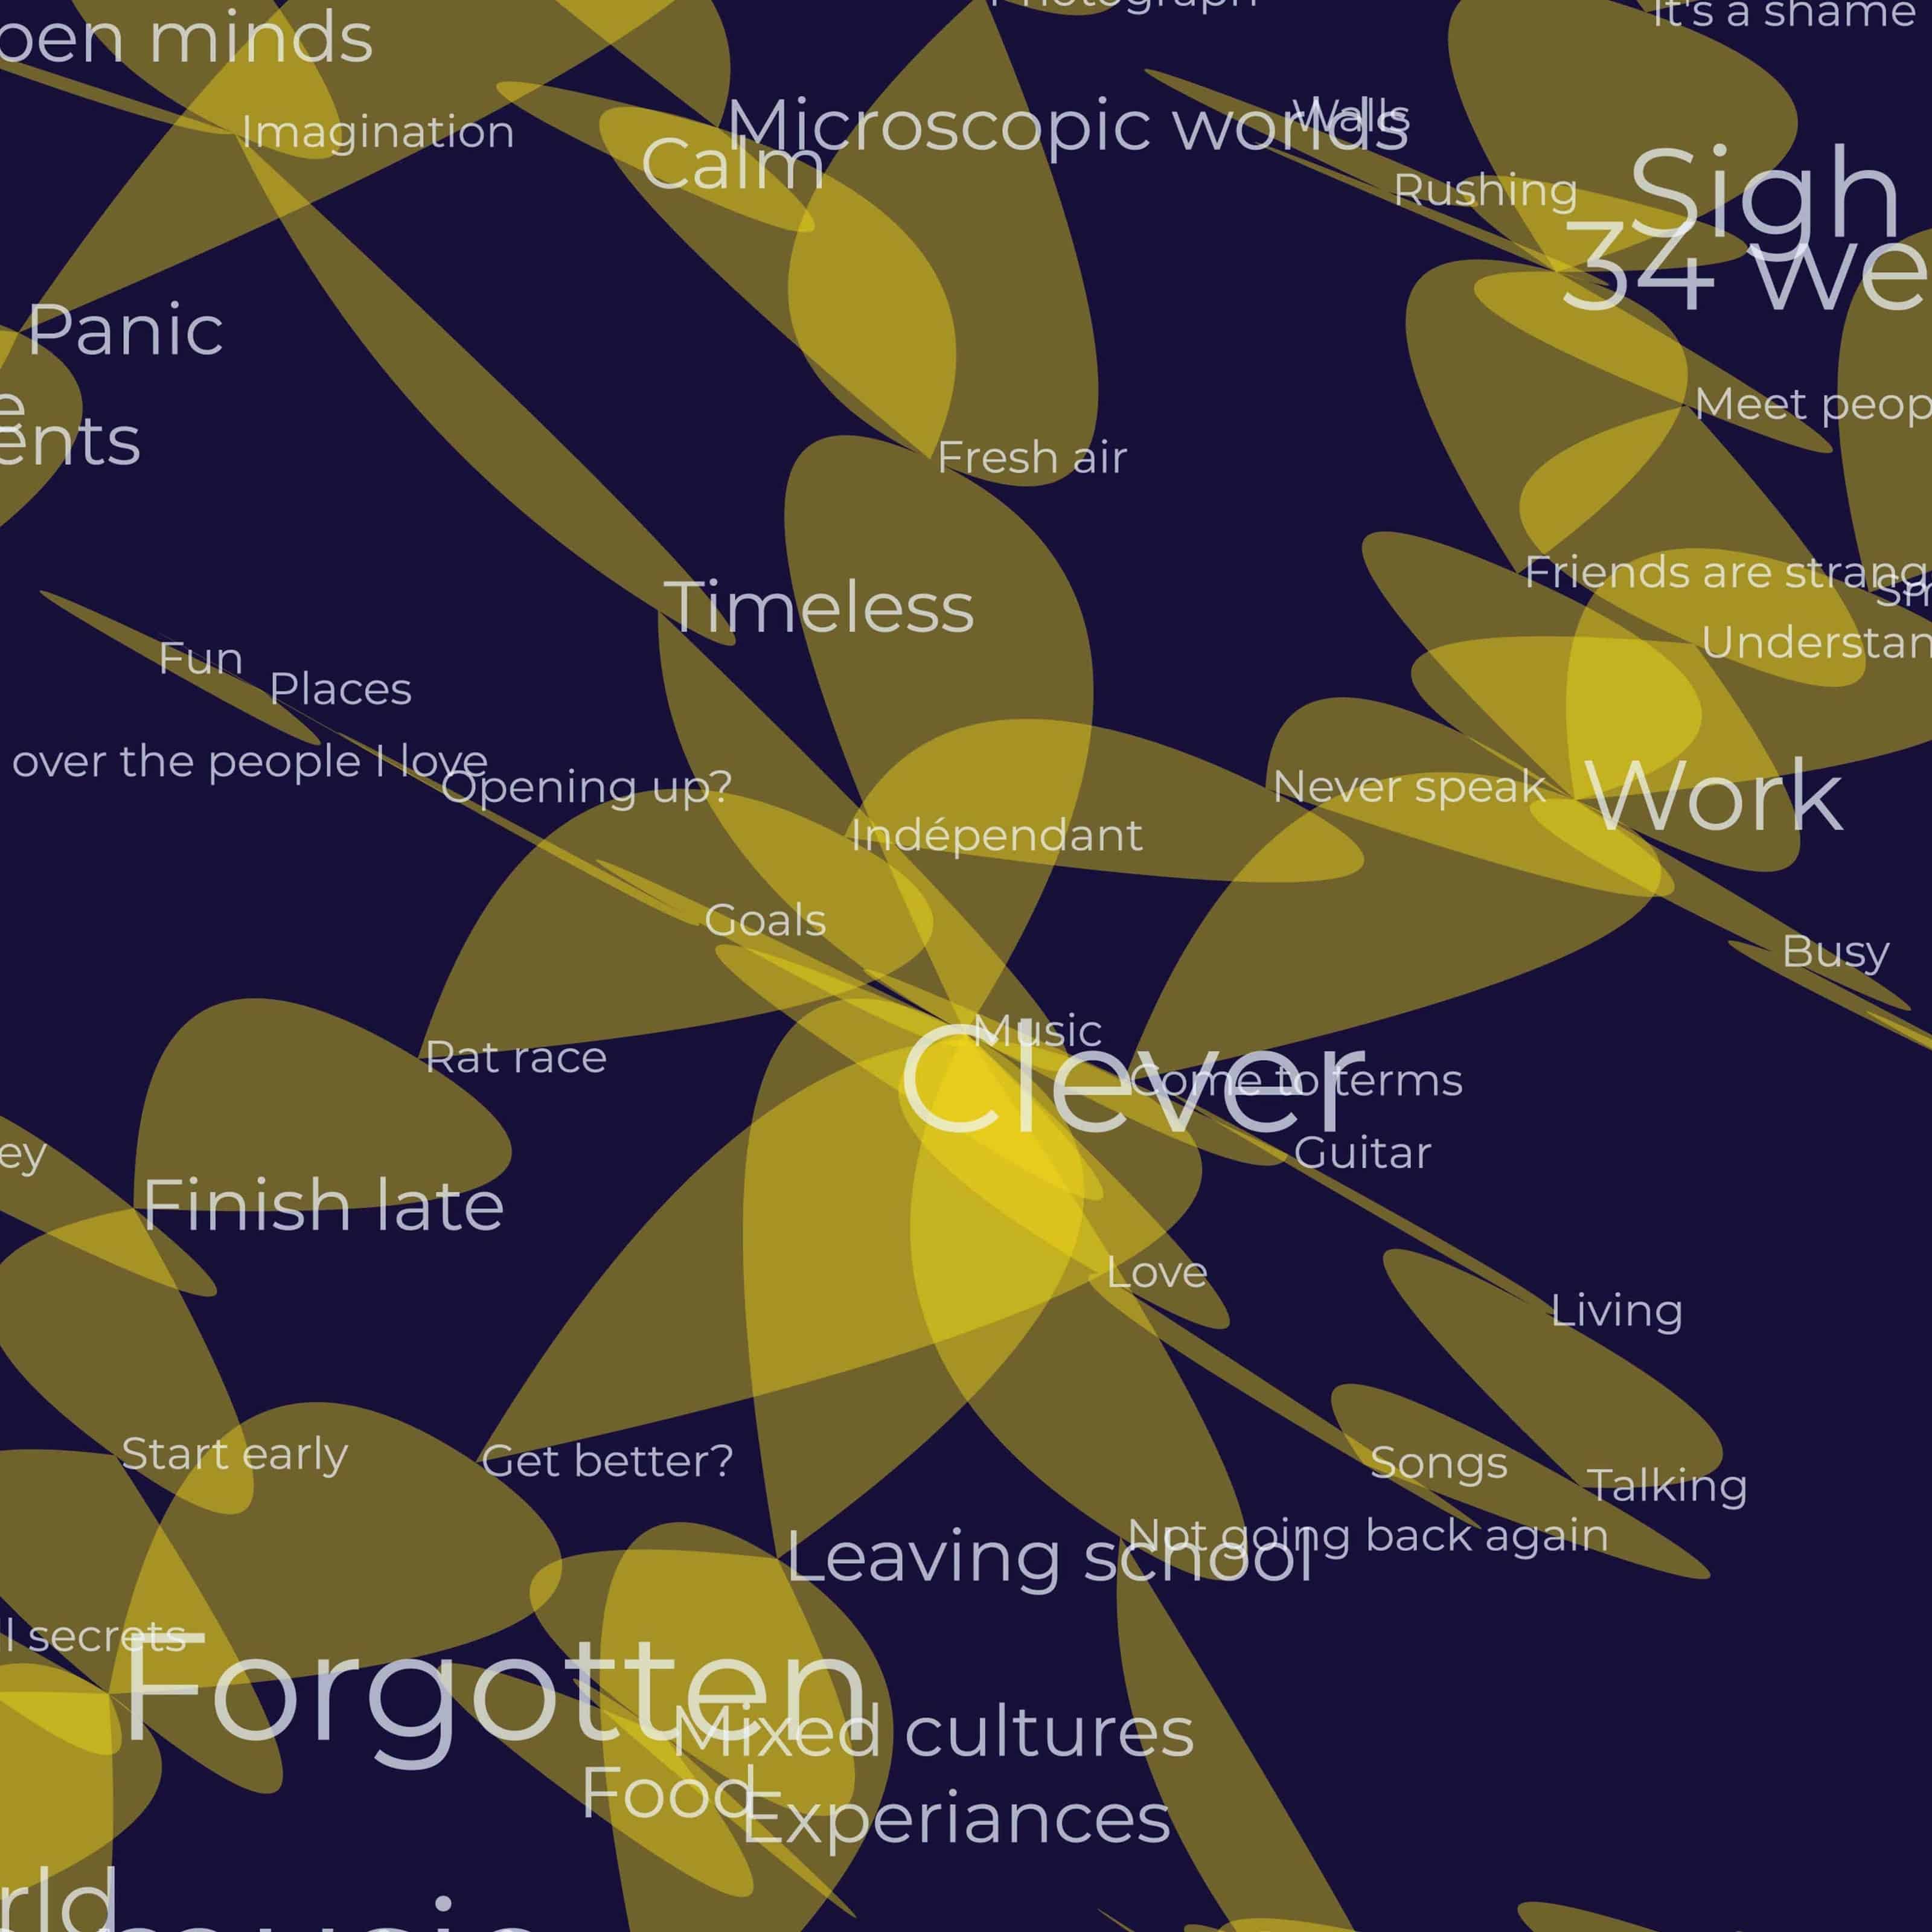 Photograph
It's a shame
pen minds
Microscopic worlds
Walls
Imagination
Calm
Rushing
Sigh
34 we
Panic
Meet peop
ents
Fresh air
Friends are strang
Timeless
Understan
Fun
Places
over the people I love
Opening up?
Never speak
Work
Indépendant
Goals
Busy
Music
Rat race
Clever
Come to terms
ey
Guitar
Finish late
Love
Living
Start early
Get better?
Songs
Talking
Not going back again
Leaving school
l secrets
Forgotten
Mixed cultures
Food
Experiances
rld